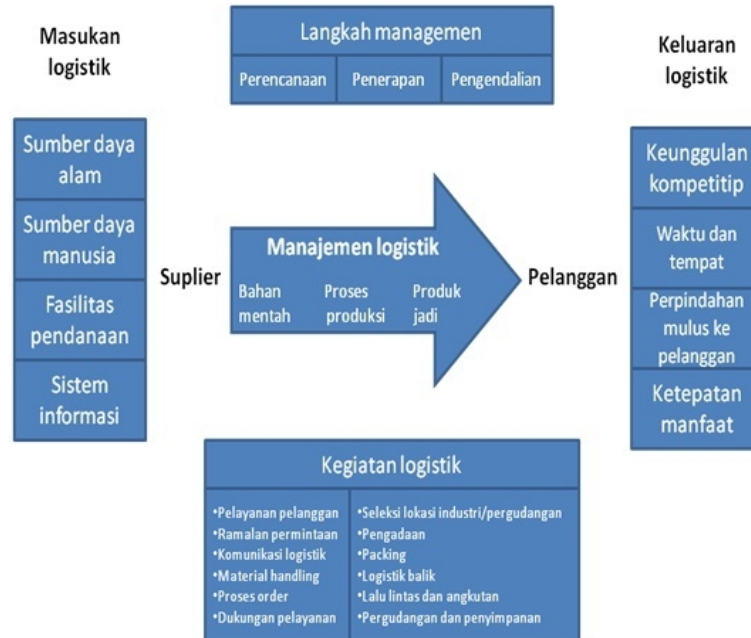 Masukan
logistik
Langkah managemen
Perencanaan
Penerapan
Pengendalian
Keluaran
logistik
Sumber daya
alam
Sumber daya
manusia
Fasilitas
pendanaan
Sistem
informasi
Suplier
Manajemen logistik
Bahan
mentah
Proses
produksi
Produk
jadi
Pelanggan
Keunggulan
kompetitip
Waktu dan
tempat
Perpindahan
mulus ke
pelanggan
Ketepatan
manfaat
Kegiatan logistik
•Pelayanan pelanggan
•Ramalan permintaan
•Komunikasi logistik
•Material handling
•Proses order
•Dukungan pelayanan
•Seleksi lokasi industri/pergudangan
•Pengadaan
•Packing
•Logistik balik
•Lalu lintas dan angkutan
•Pergudangan dan penyimpanan